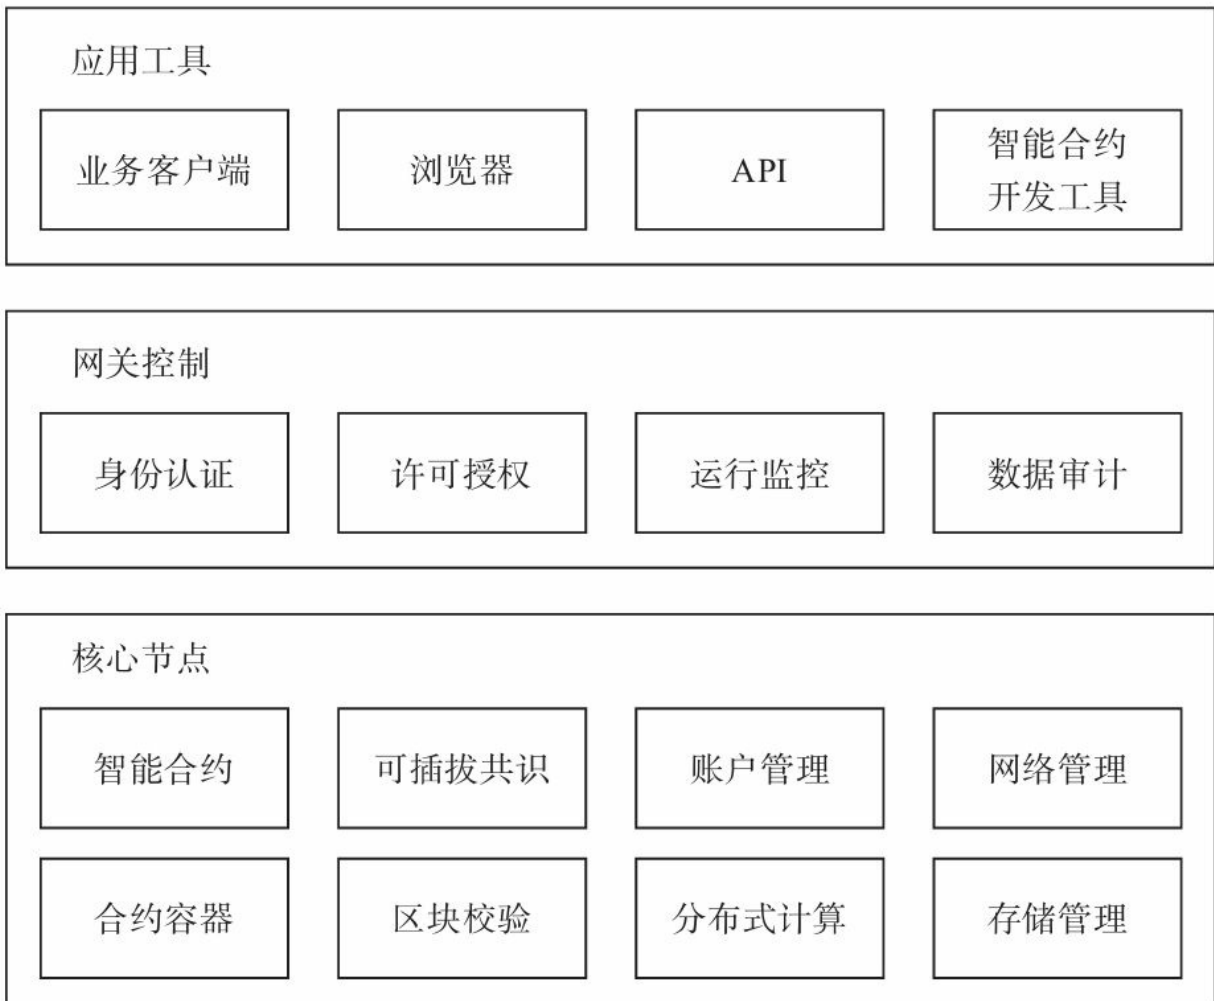 应用工具
业务客户端
浏览器
API
智能合约
开发工具
网关控制
身份认证
许可授权
运行监控
数据审计
核心节点
智能合约
可插拔共识
账户管理
网络管理
合约容器
区块校验
分布式计算
存储管理